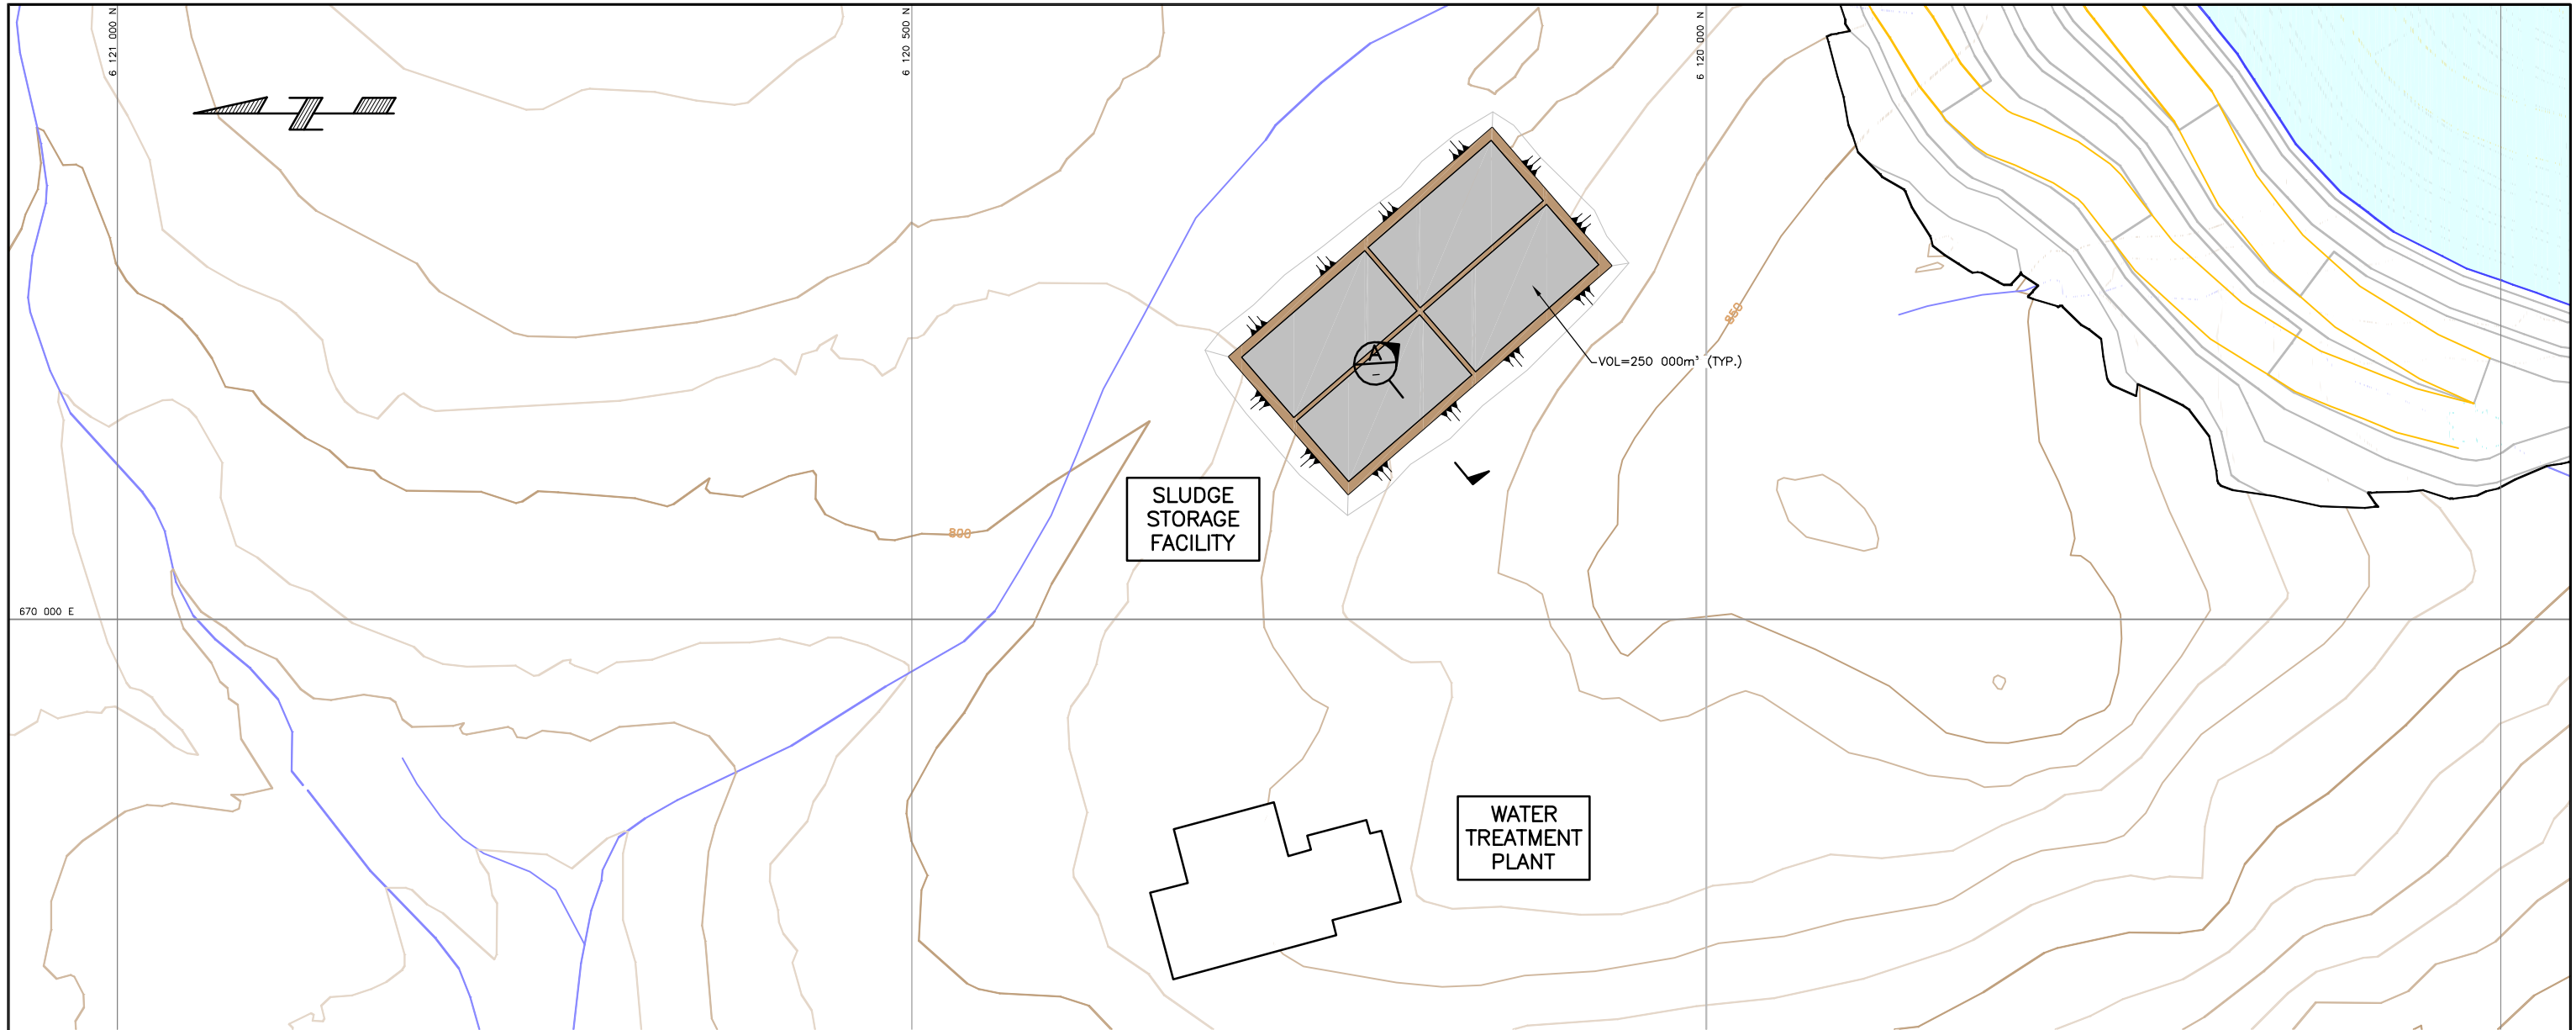 6 121 000 N
6 120 500 N
6 120 000 N
850
VOL=250 000m³ (TYP.)
A
–
SLUDGE
STORAGE
FACILITY
800
670 000 E
WATER
TREATMENT
PLANT